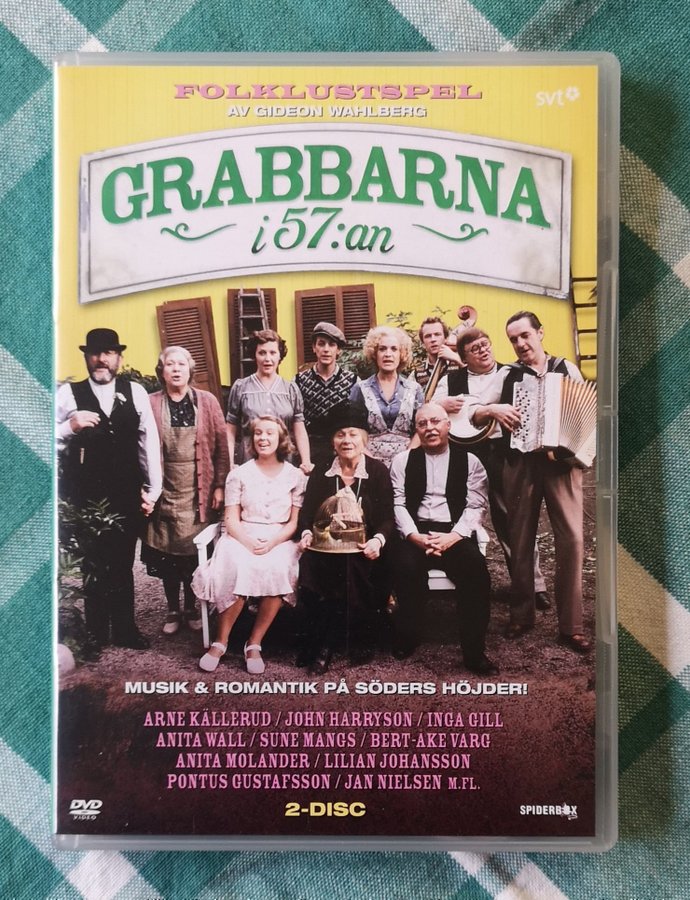 FOLKLUSTSPEL
AV GIDEON WAHLBERG
svt
GRABBARNA
i 57:an
MUSIK & ROMANTIK PÅ SÖDERS HÖJDER!
ARNE KÄLLERUD / JOHN HARRYSON / INGA GILL
ANITA WALL / SUNE MANGS / BERT-AKE VARG
ANITA MOLANDER / LILIAN JOHANSSON
PONTUS GUSTAFSSON / JAN NIELSEN M.FL.
DVD
VIDEO
2-DISC
SPIDERBOX